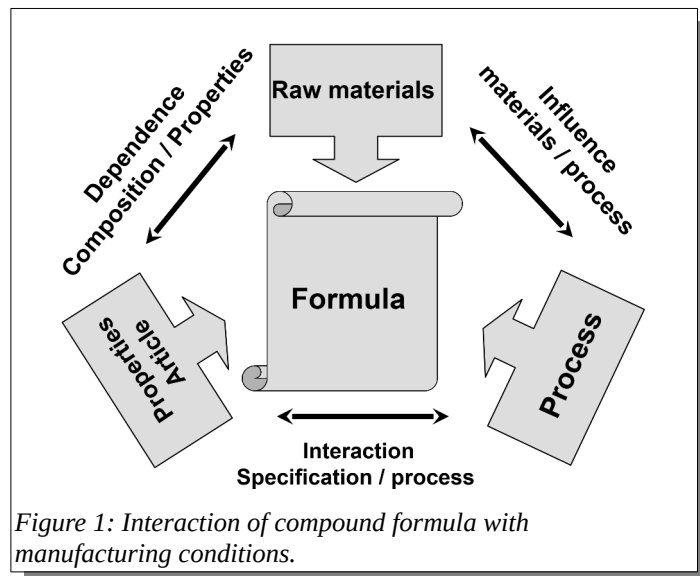 Raw materials
Dependence
Composition / Properties
Influence
materials / process
Formula
Properties
Article
Process
Interaction
Specification / process
Figure 1: Interaction of compound formula with
manufacturing conditions.